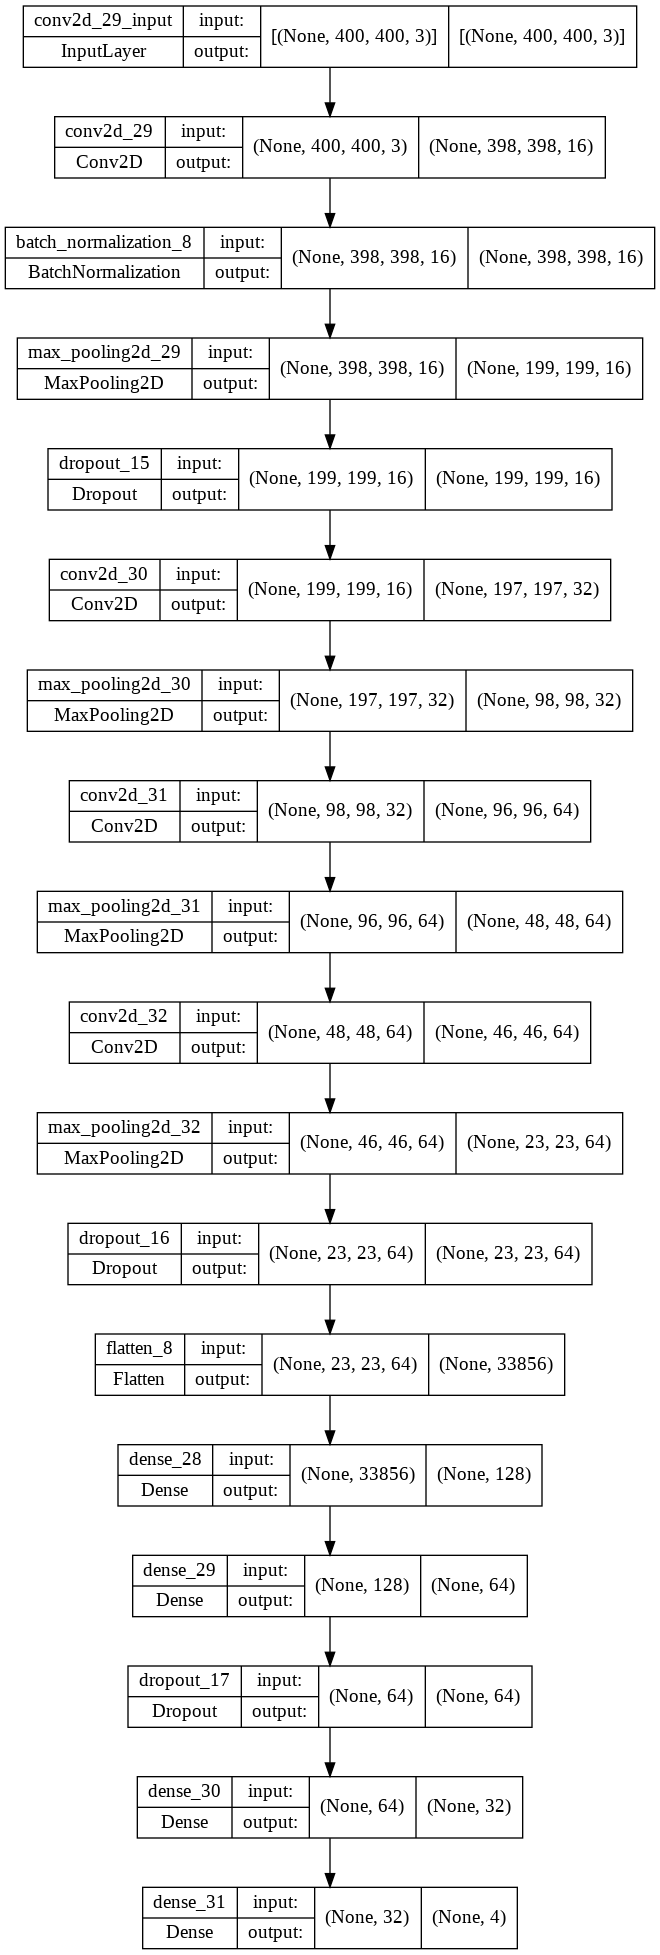 conv2d_29_input input: [(None, 400, 400, 3)] [(None, 400, 400, 3)]
InputLayer output:
conv2d_29 input: (None, 400, 400, 3) (None, 398, 398, 16)
Conv2D output:
batch_normalization_8 input: (None, 398, 398, 16) (None, 398, 398, 16)
BatchNormalization output:
max_pooling2d_29 input: (None, 398, 398, 16) (None, 199, 199, 16)
MaxPooling2D output:
dropout_15 input: (None, 199, 199, 16) (None, 199, 199, 16)
Dropout output:
conv2d_30 input: (None, 199, 199, 16) (None, 197, 197, 32)
Conv2D output:
max_pooling2d_30 input: (None, 197, 197, 32) (None, 98, 98, 32)
MaxPooling2D output:
conv2d_31 input: (None, 98, 98, 32) (None, 96, 96, 64)
Conv2D output:
max_pooling2d_31 input: (None, 96, 96, 64) (None, 48, 48, 64)
MaxPooling2D output:
conv2d_32 input: (None, 48, 48, 64) (None, 46, 46, 64)
Conv2D output:
max_pooling2d_32 input: (None, 46, 46, 64) (None, 23, 23, 64)
MaxPooling2D output:
dropout_16 input: (None, 23, 23, 64) (None, 23, 23, 64)
Dropout output:
flatten_8 input: (None, 23, 23, 64) (None, 33856)
Flatten output:
dense_28 input: (None, 33856) (None, 128)
Dense output:
dense_29 input: (None, 128) (None, 64)
Dense output:
dropout_17 input: (None, 64) (None, 64)
Dropout output:
dense_30 input: (None, 64) (None, 32)
Dense output:
dense_31 input: (None, 32) (None, 4)
Dense output: